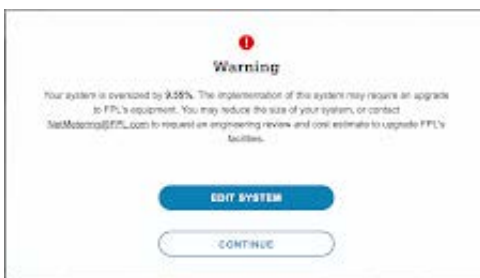 Warning
Your system is oversized by 9.55%. The implementation of this system may require an upgrade
to FPL's equipment. You may reduce the size of your system, or contact
NetMetering@FPL.com to request an engineering review and cost estimate to upgrade FPL's
facilities.
EDIT SYSTEM
CONTINUE